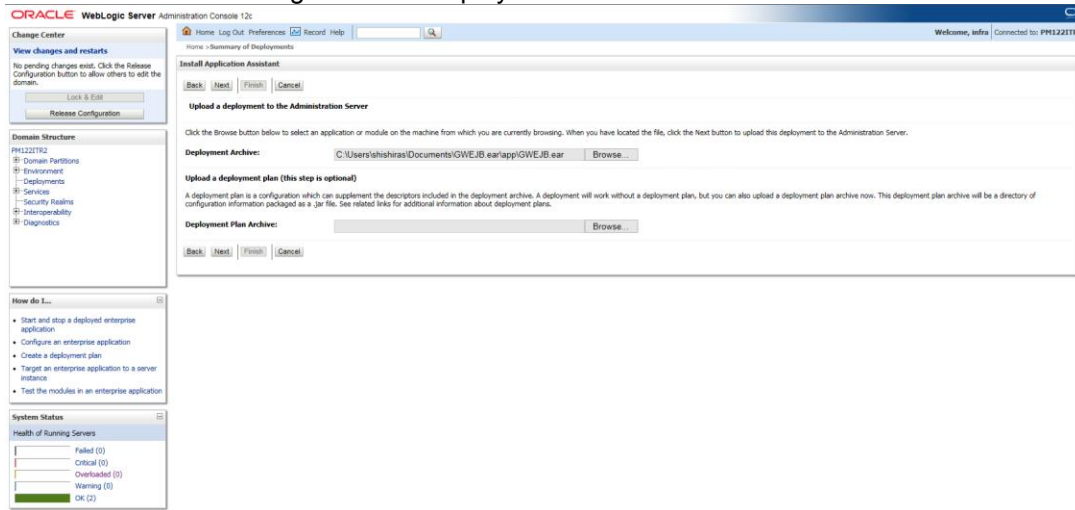 ORACLE WebLogic Server Administration Console 12c
Change Center
View changes and restarts
No pending changes exist. Click the Release
Configuration button to allow others to edit the
domain.
Lock & Edit
Release Configuration
Domain Structure
PM122ITR2
Domain Partitions
Environment
Deployments
Services
Security Realms
Interoperability
Diagnostics
How do I...
Start and stop a deployed enterprise
application
Configure an enterprise application
Create a deployment plan
Target an enterprise application to a server
instance
Test the modules in an enterprise application
System Status
Health of Running Servers
Failed (0)
Critical (0)
Overloaded (0)
Warning (0)
OK (2)
Home Log Out Preferences Record Help
Welcome, infra Connected to:
Home >Summary of Deployments
Install Application Assistant
Back Next Finish Cancel
Upload a deployment to the Administration Server
Click the Browse button below to select an application or module on the machine from which you are currently browsing. When you have located the file, click the Next button to upload this deployment to the Administration Server.
Deployment Archive: C:\Users\shishiras\Documents\GWEJB.ear\app\GWEJB.ear Browse...
Upload a deployment plan (this step is optional)
A deployment plan is a configuration which can supplement the descriptors included in the deployment archive. A deployment will work without a deployment plan, but you can also upload a deployment plan archive now. This deployment plan archive will be a directory of
configuration information packaged as a .jar file. See related links for additional information about deployment plans.
Deployment Plan Archive: Browse...
Back Next Finish Cancel